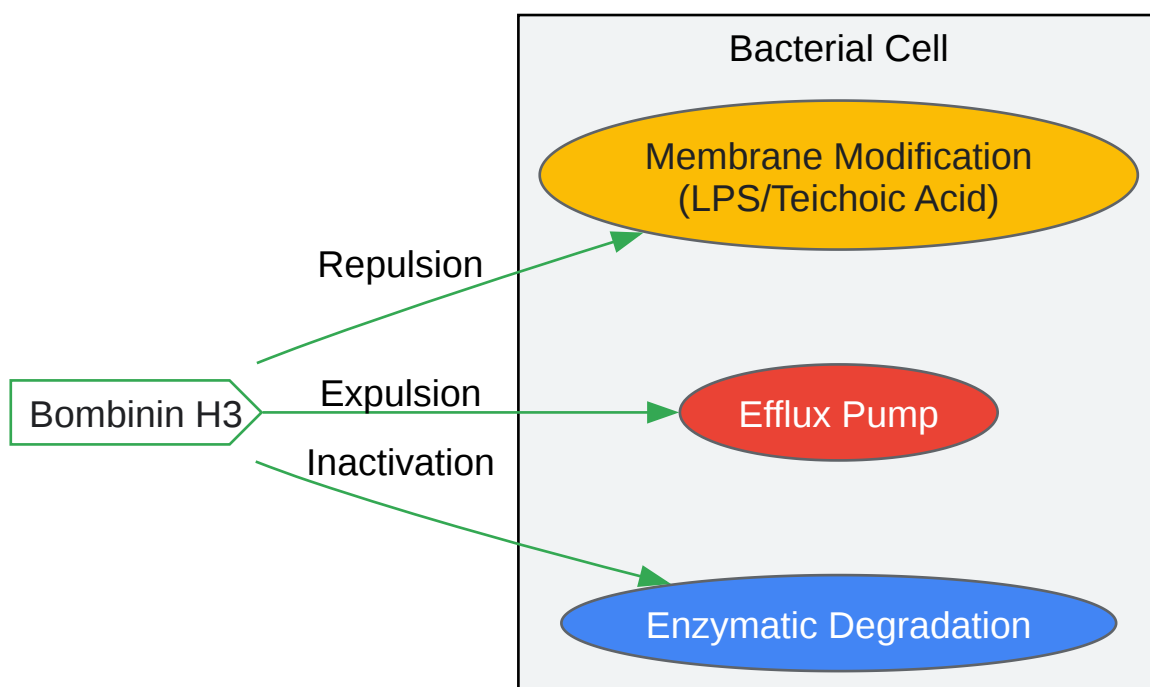 Bacterial Cell
Membrane Modification
(LPS/Teichoic Acid)
Repulsion
Bombinin H3
Expulsion
Efflux Pump
Inactivation
Enzymatic Degradation